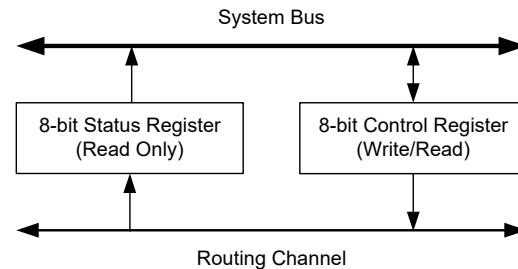 System Bus
8-bit Status Register
(Read Only)
8-bit Control Register
(Write/Read)
Routing Channel